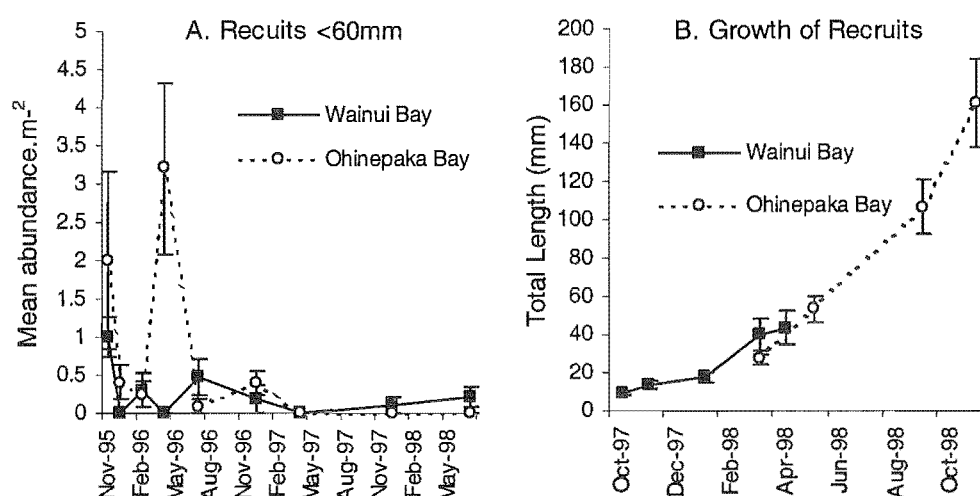 A. Recuits <60mm
Mean abundance.m-²
5
4.5
4
3.5
3
2.5
2
1.5
1
0.5
0
Wainui Bay
Ohinepaka Bay
Nov-95
Feb-96
May-96
Aug-96
Nov-96
Feb-97
May-97
Aug-97
Nov-97
Feb-98
May-98
B. Growth of Recruits
Total Length (mm)
200
180
160
140
120
100
80
60
40
20
0
Wainui Bay
Ohinepaka Bay
Oct-97
Dec-97
Feb-98
Apr-98
Jun-98
Aug-98
Oct-98